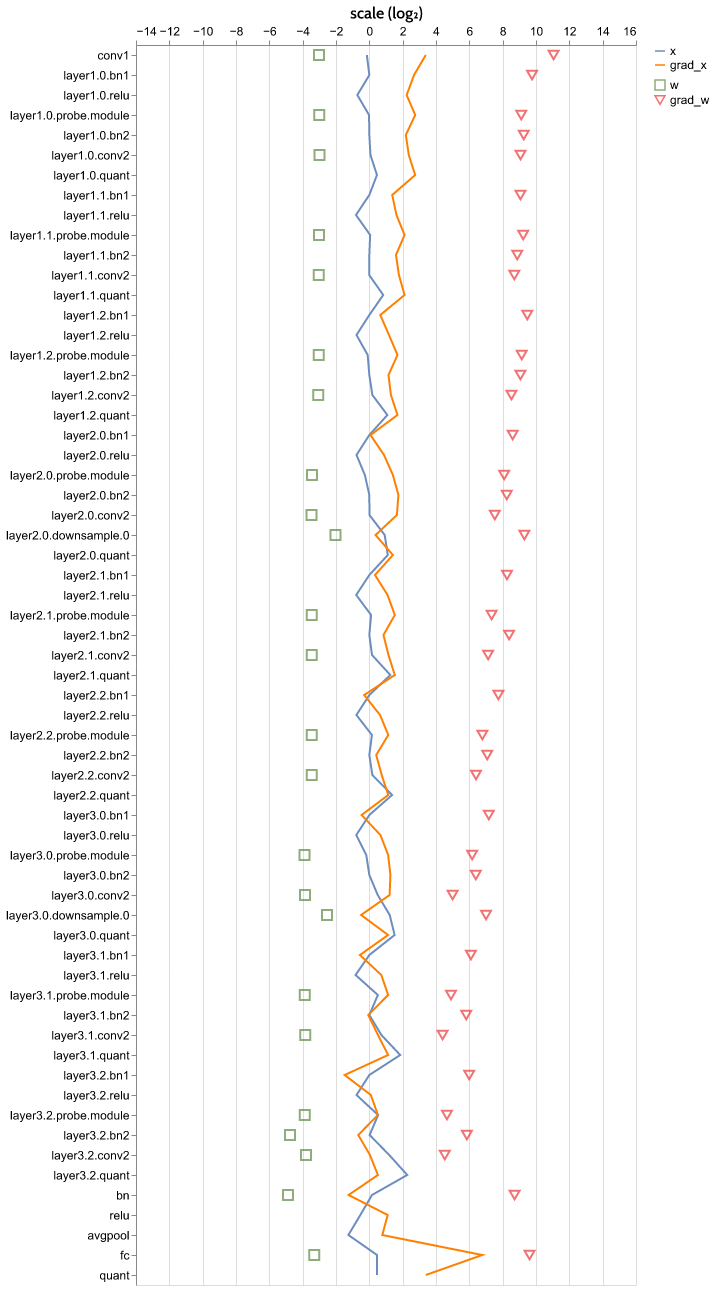 scale (log₂)
−14 −12 −10 −8 −6 −4 −2 0 2 4 6 8 10 12 14 16
x
grad_x
w
grad_w
conv1
layer1.0.bn1
layer1.0.relu
layer1.0.probe.module
layer1.0.bn2
layer1.0.conv2
layer1.0.quant
layer1.1.bn1
layer1.1.relu
layer1.1.probe.module
layer1.1.bn2
layer1.1.conv2
layer1.1.quant
layer1.2.bn1
layer1.2.relu
layer1.2.probe.module
layer1.2.bn2
layer1.2.conv2
layer1.2.quant
layer2.0.bn1
layer2.0.relu
layer2.0.probe.module
layer2.0.bn2
layer2.0.conv2
layer2.0.downsample.0
layer2.0.quant
layer2.1.bn1
layer2.1.relu
layer2.1.probe.module
layer2.1.bn2
layer2.1.conv2
layer2.1.quant
layer2.2.bn1
layer2.2.relu
layer2.2.probe.module
layer2.2.bn2
layer2.2.conv2
layer2.2.quant
layer3.0.bn1
layer3.0.relu
layer3.0.probe.module
layer3.0.bn2
layer3.0.conv2
layer3.0.downsample.0
layer3.0.quant
layer3.1.bn1
layer3.1.relu
layer3.1.probe.module
layer3.1.bn2
layer3.1.conv2
layer3.1.quant
layer3.2.bn1
layer3.2.relu
layer3.2.probe.module
layer3.2.bn2
layer3.2.conv2
layer3.2.quant
bn
relu
avgpool
fc
quant